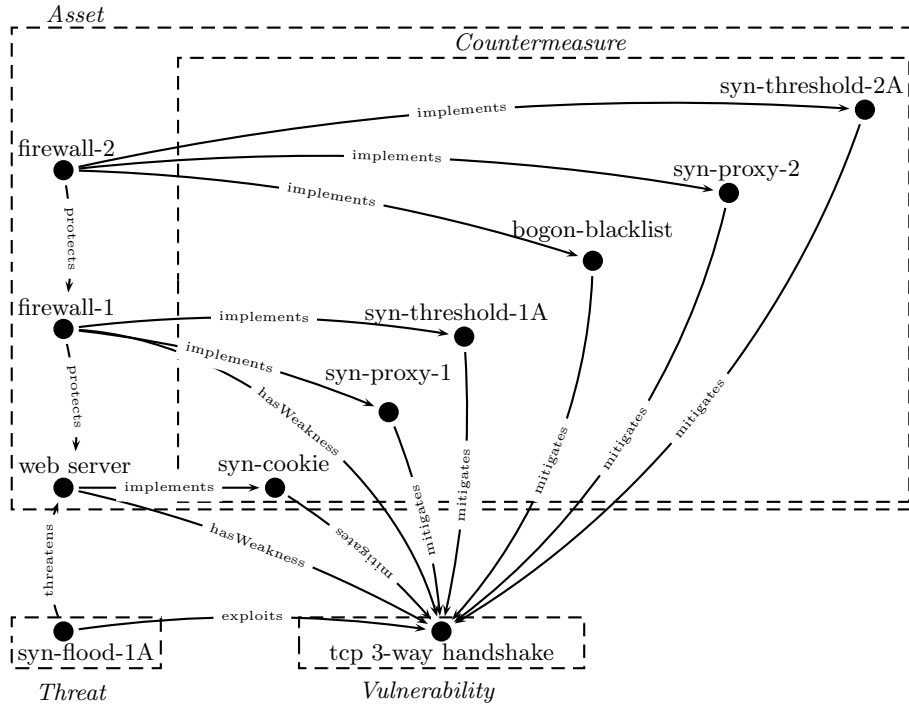 Asset
Countermeasure
syn-threshold-2A
implements
firewall-2
implements
syn-proxy-2
implements
protects
bogon-blacklist
firewall-1
implements
syn-threshold-1A
implements
syn-proxy-1
protects
hasWeakness
mitigates
mitigates
mitigates
mitigates
web server
syn-cookie
implements
mitigates
hasWeakness
mitigates
threatens
exploits
syn-flood-1A
tcp 3-way handshake
Threat
Vulnerability